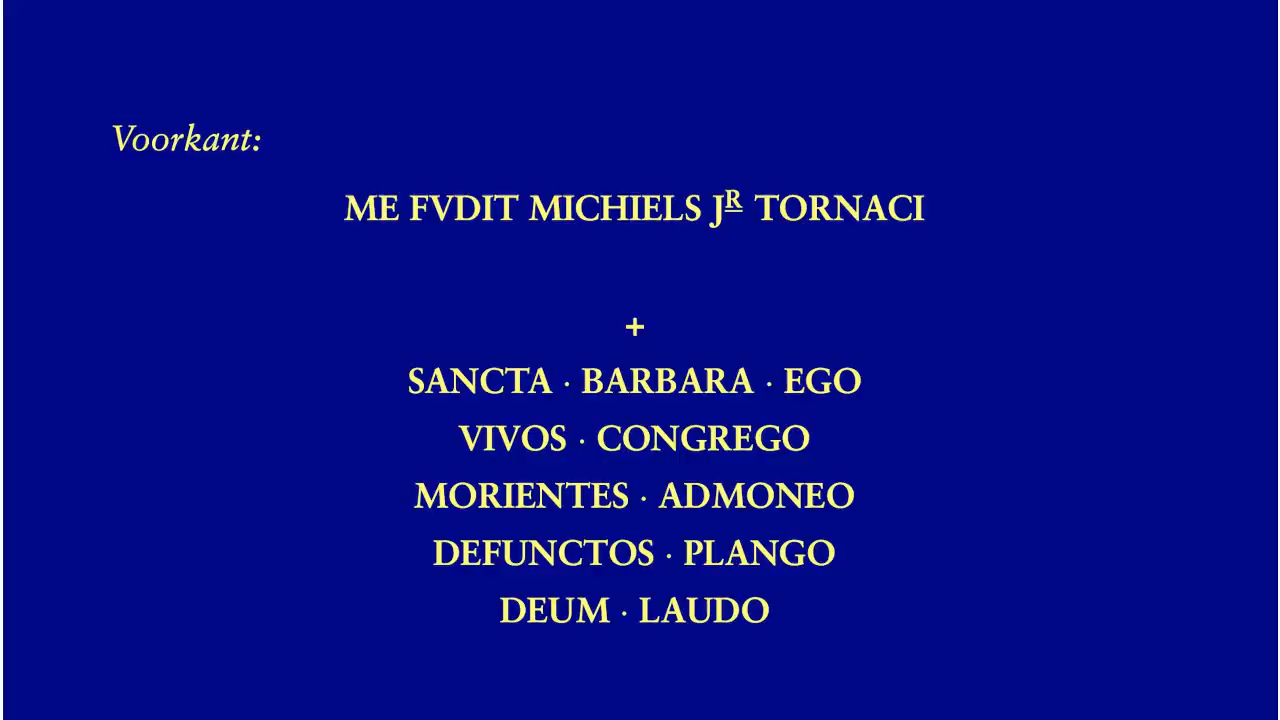 Voorkant:
ME FVDIT MICHIELS Jᴿ TORNACI
+
SANCTA · BARBARA · EGO
VIVOS · CONGREGO
MORIENTES · ADMONEO
DEFUNCTOS · PLANGO
DEUM · LAUDO